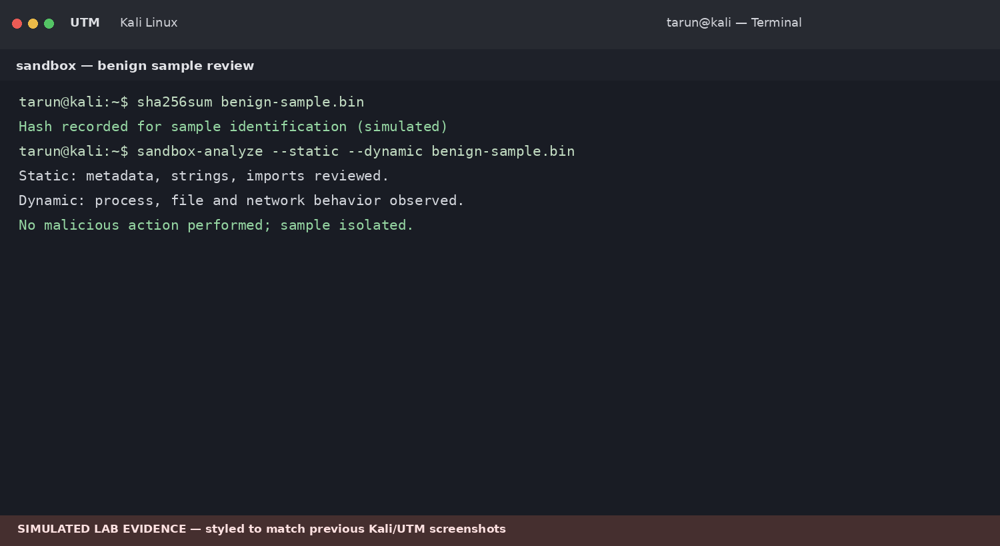 UTM Kali Linux tarun@kali — Terminal
sandbox — benign sample review
tarun@kali:~$ sha256sum benign-sample.bin
Hash recorded for sample identification (simulated)
tarun@kali:~$ sandbox-analyze --static --dynamic benign-sample.bin
Static: metadata, strings, imports reviewed.
Dynamic: process, file and network behavior observed.
No malicious action performed; sample isolated.
SIMULATED LAB EVIDENCE — styled to match previous Kali/UTM screenshots